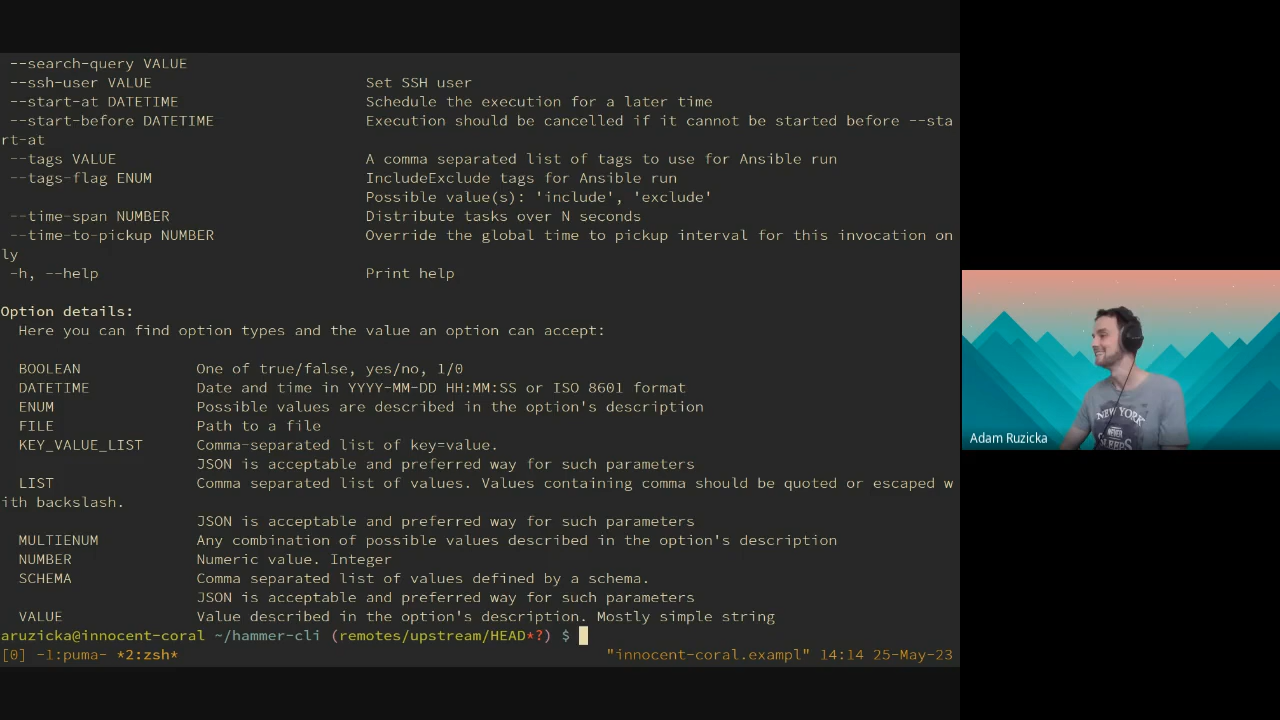 --search-query VALUE
--ssh-user VALUE Set SSH user
--start-at DATETIME Schedule the execution for a later time
--start-before DATETIME Execution should be cancelled if it cannot be started before --sta
rt-at
--tags VALUE A comma separated list of tags to use for Ansible run
--tags-flag ENUM IncludeExclude tags for Ansible run
Possible value(s): 'include', 'exclude'
--time-span NUMBER Distribute tasks over N seconds
--time-to-pickup NUMBER Override the global time to pickup interval for this invocation on
ly
-h, --help Print help
Option details:
Here you can find option types and the value an option can accept:
BOOLEAN One of true/false, yes/no, 1/0
DATETIME Date and time in YYYY-MM-DD HH:MM:SS or ISO 8601 format
ENUM Possible values are described in the option's description
FILE Path to a file
KEY_VALUE_LIST Comma-separated list of key=value.
JSON is acceptable and preferred way for such parameters
LIST Comma separated list of values. Values containing comma should be quoted or escaped w
ith backslash.
JSON is acceptable and preferred way for such parameters
MULTIENUM Any combination of possible values described in the option's description
NUMBER Numeric value. Integer
SCHEMA Comma separated list of values defined by a schema.
JSON is acceptable and preferred way for such parameters
VALUE Value described in the option's description. Mostly simple string
aruzicka@innocent-coral ~/hammer-cli (remotes/upstream/HEAD*?) $
[0] -1:puma- *2:zsh* "innocent-coral.exampl" 14:14 25-May-23
NEW YORK
NEVER
SLEEPS
Adam Ruzicka